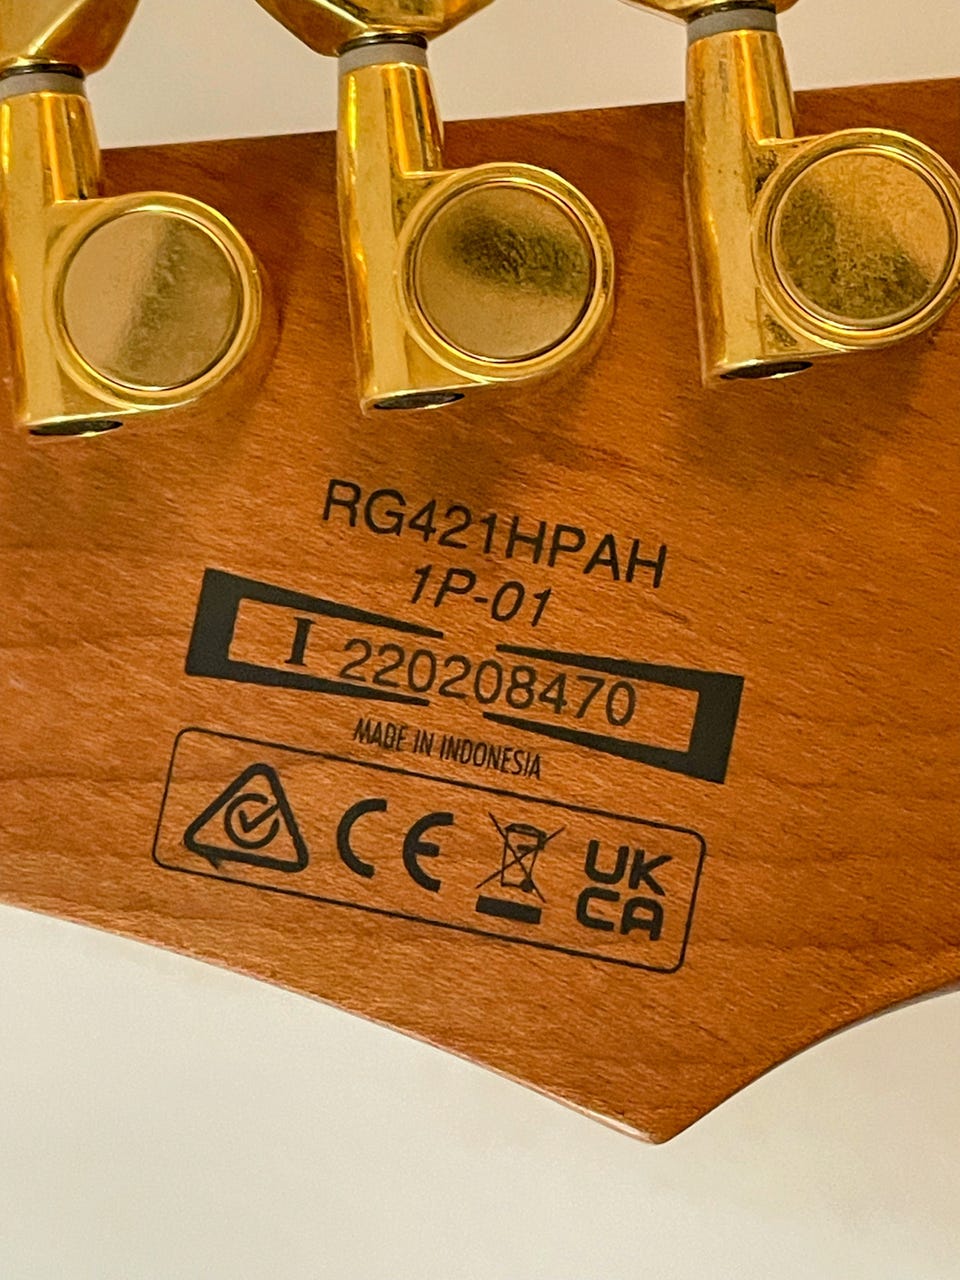 RG421HPAH
1P-01
I 220208470
MADE IN INDONESIA
CE UK
CA